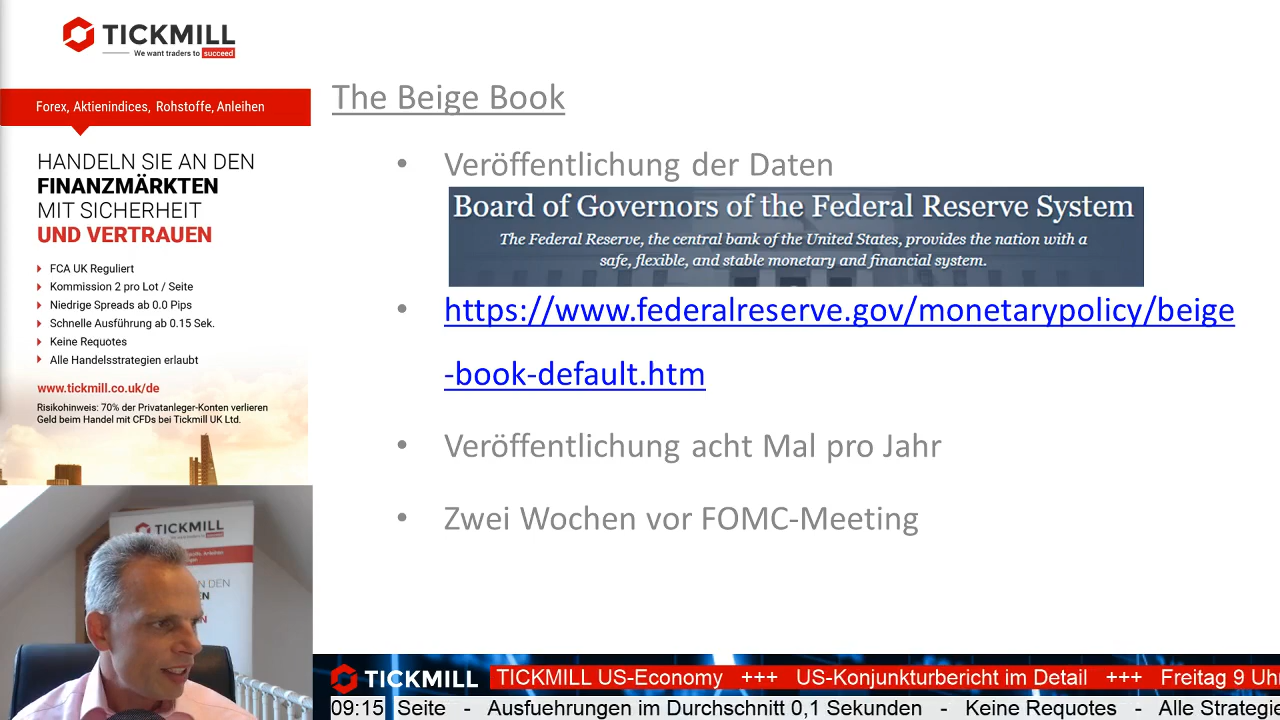 TICKMILL
We want traders to succeed
Forex, Aktienindices, Rohstoffe, Anleihen
HANDELN SIE AN DEN
FINANZMÄRKTEN
MIT SICHERHEIT
UND VERTRAUEN
FCA UK Reguliert
Kommission 2 pro Lot / Seite
Niedrige Spreads ab 0.0 Pips
Schnelle Ausführung ab 0.15 Sek.
Keine Requotes
Alle Handelsstrategien erlaubt
www.tickmill.co.uk/de
Risikohinweis: 70% der Privatanleger-Konten verlieren
Geld beim Handel mit CFDs bei Tickmill UK Ltd.
The Beige Book
• Veröffentlichung der Daten
Board of Governors of the Federal Reserve System
The Federal Reserve, the central bank of the United States, provides the nation with a
safe, flexible, and stable monetary and financial system.
• https://www.federalreserve.gov/monetarypolicy/beige
-book-default.htm
• Veröffentlichung acht Mal pro Jahr
• Zwei Wochen vor FOMC-Meeting
TICKMILL
N DEN
EN
TICKMILL TICKMILL US-Economy +++ US-Konjunkturbericht im Detail +++ Freitag 9 Uh
09:15 Seite - Ausfuehrungen im Durchschnitt 0,1 Sekunden - Keine Requotes - Alle Strategie